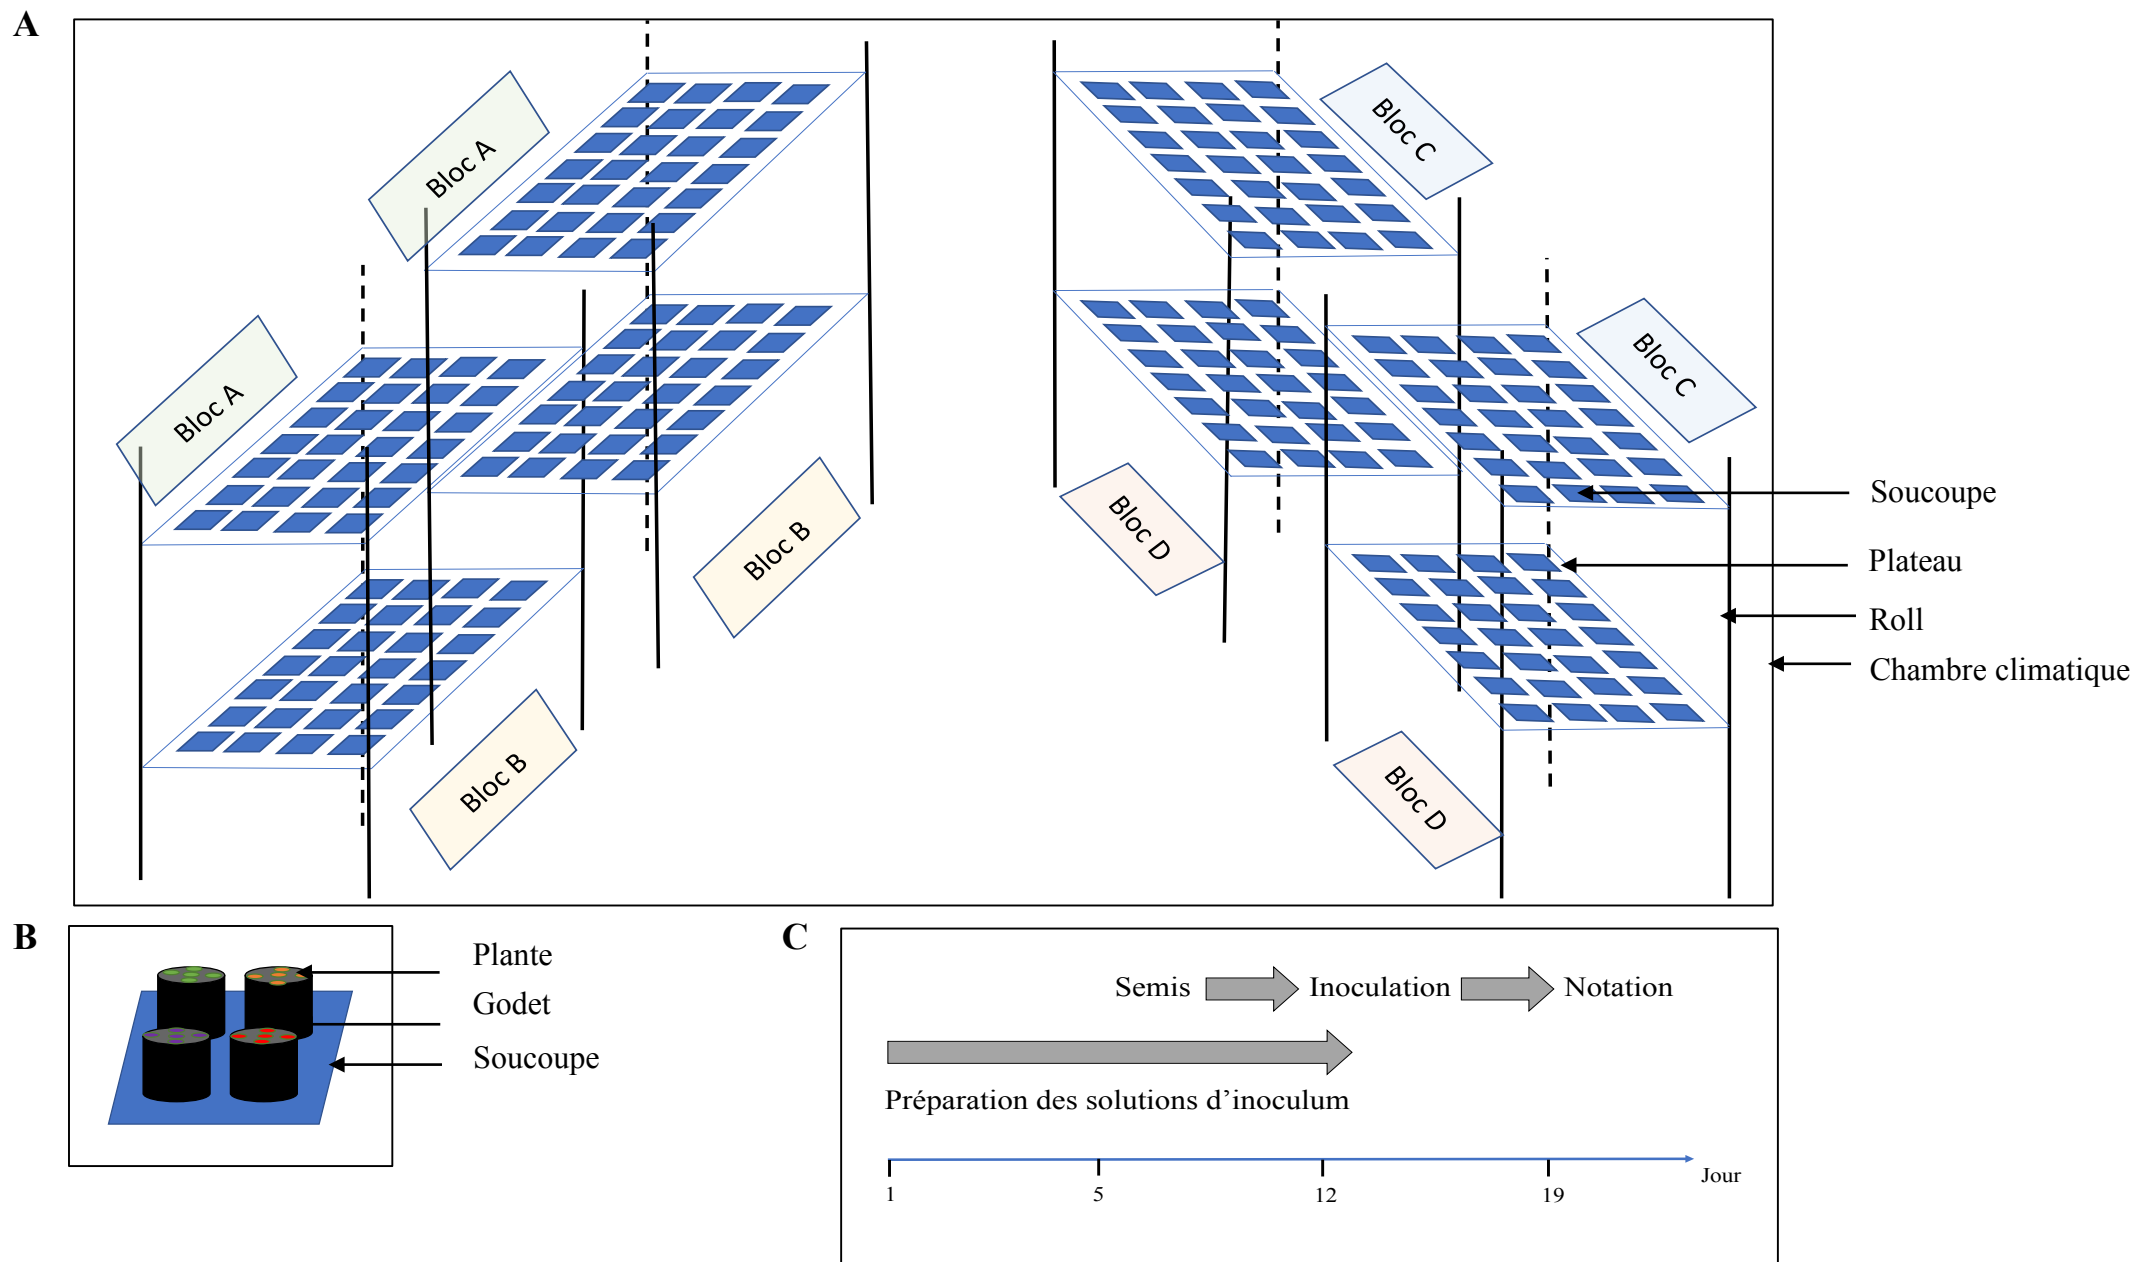 A
Bloc A
Bloc C
Bloc A
Bloc C
Bloc B
Bloc D
Bloc B
Bloc D
Soucoupe
Plateau
Roll
Chambre climatique
B
Plante
Godet
Soucoupe
C
Semis Inoculation Notation
Préparation des solutions d’inoculum
1 5 12 19 Jour